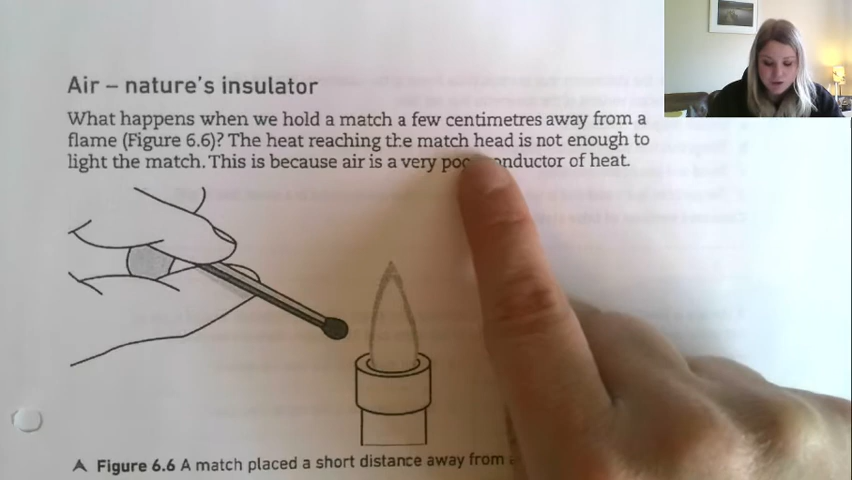 Air – nature's insulator
What happens when we hold a match a few centimetres away from a
flame (Figure 6.6)? The heat reaching the match head is not enough to
light the match. This is because air is a very of heat.
Figure 6.6 A match placed a short distance away from